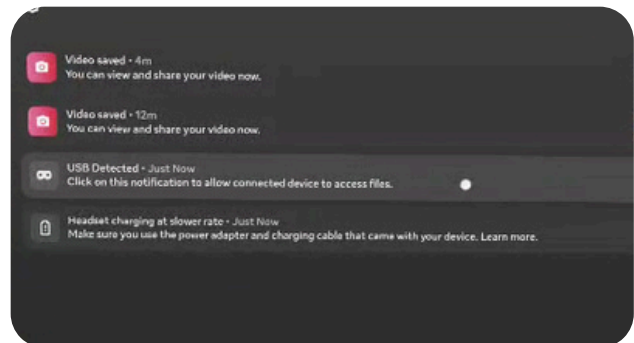 Video saved • 4m
You can view and share your video now.
Video saved • 12m
You can view and share your video now.
USB Detected • Just Now
Click on this notification to allow connected device to access files.
Headset charging at slower rate • Just Now
Make sure you use the power adapter and charging cable that came with your device. Learn more.